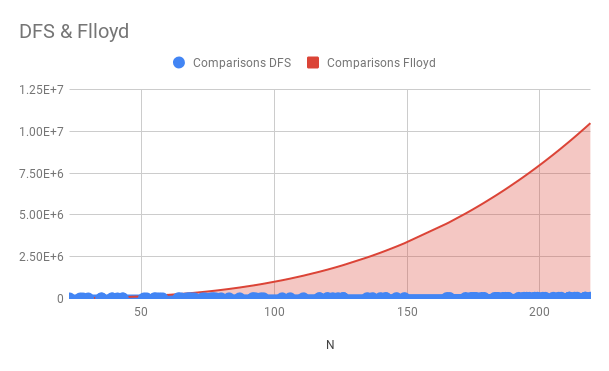 DFS & Flloyd
Comparisons DFS Comparisons Flloyd
1.25E+7
1.00E+7
7.50E+6
5.00E+6
2.50E+6
0
50 100 150 200
N